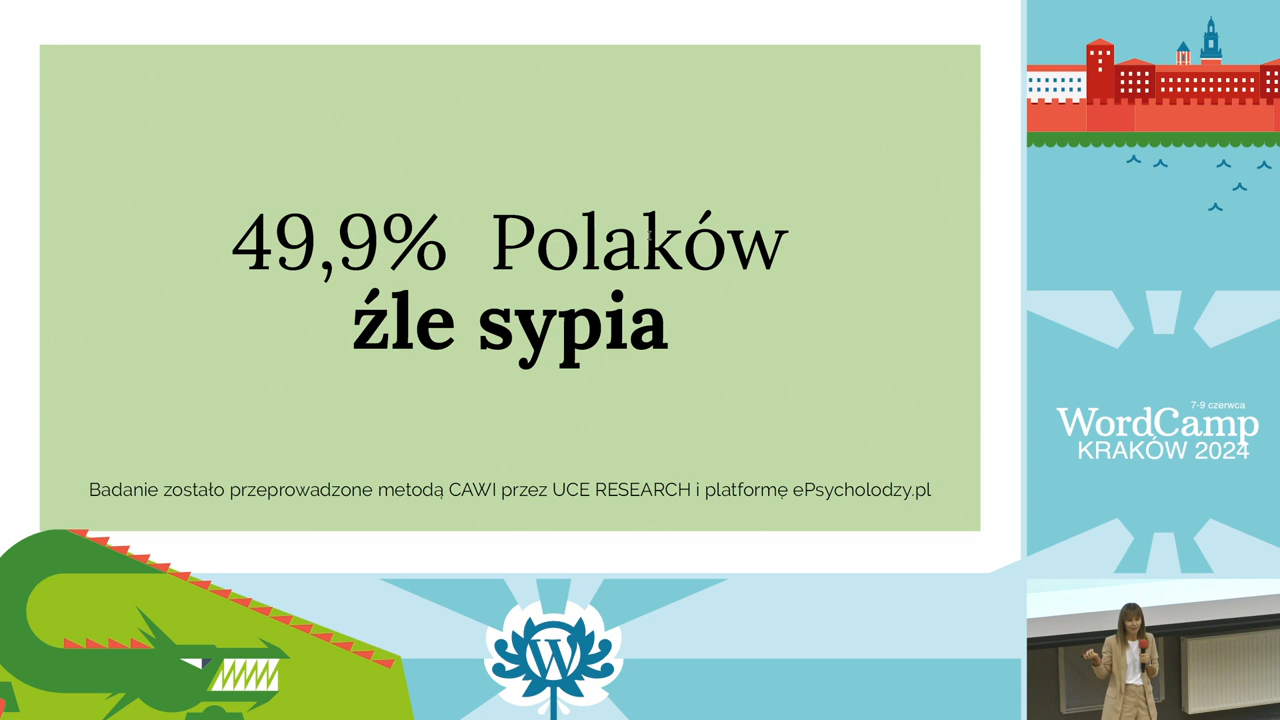 49,9% Polaków
źle sypia
Badanie zostało przeprowadzone metodą CAWI przez UCE RESEARCH i platformę ePsycholodzy.pl
7-9 czerwca
WordCamp
KRAKÓW 2024
W